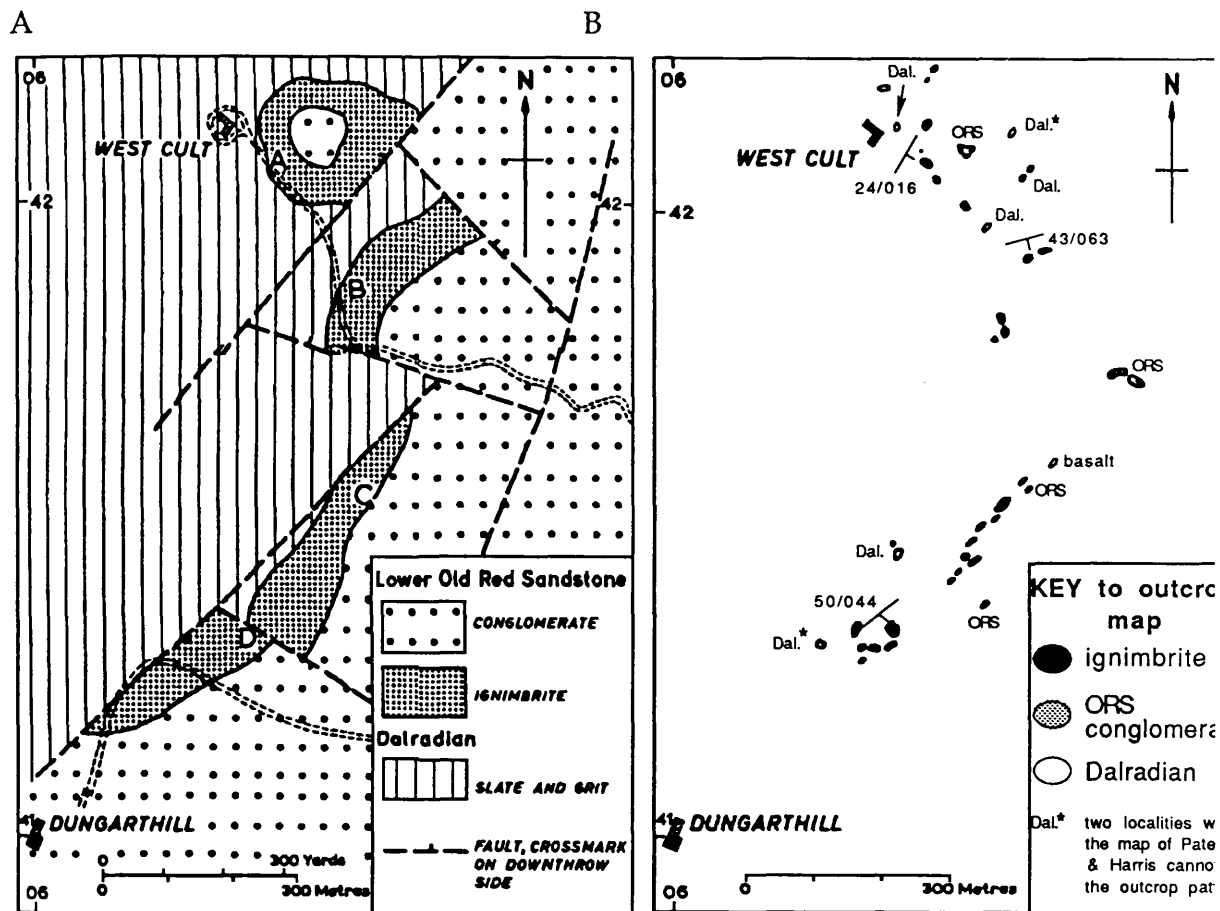 A
B
06
N
WEST CULT
A
42
42
B
C
D
Lower Old Red Sandstone
CONGLOMERATE
IGNIMBRITE
Dalradian
SLATE AND GRIT
FAULT, CROSSMARK
ON DOWNTHROW
SIDE
41
DUNGARTHILL
0 300 Yards
0 300 Metres
06
06
Dal.
N
ORS
Dal.*
WEST CULT
24/016
Dal.
42
Dal.
43/063
ORS
basalt
ORS
Dal.
50/044
ORS
Dal.*
KEY to outcro
map
ignimbrite
ORS
conglomera
Dalradian
Dal.* two localities w
the map of Pate
& Harris canno
the outcrop pat
41
DUNGARTHILL
0 300 Metres
06